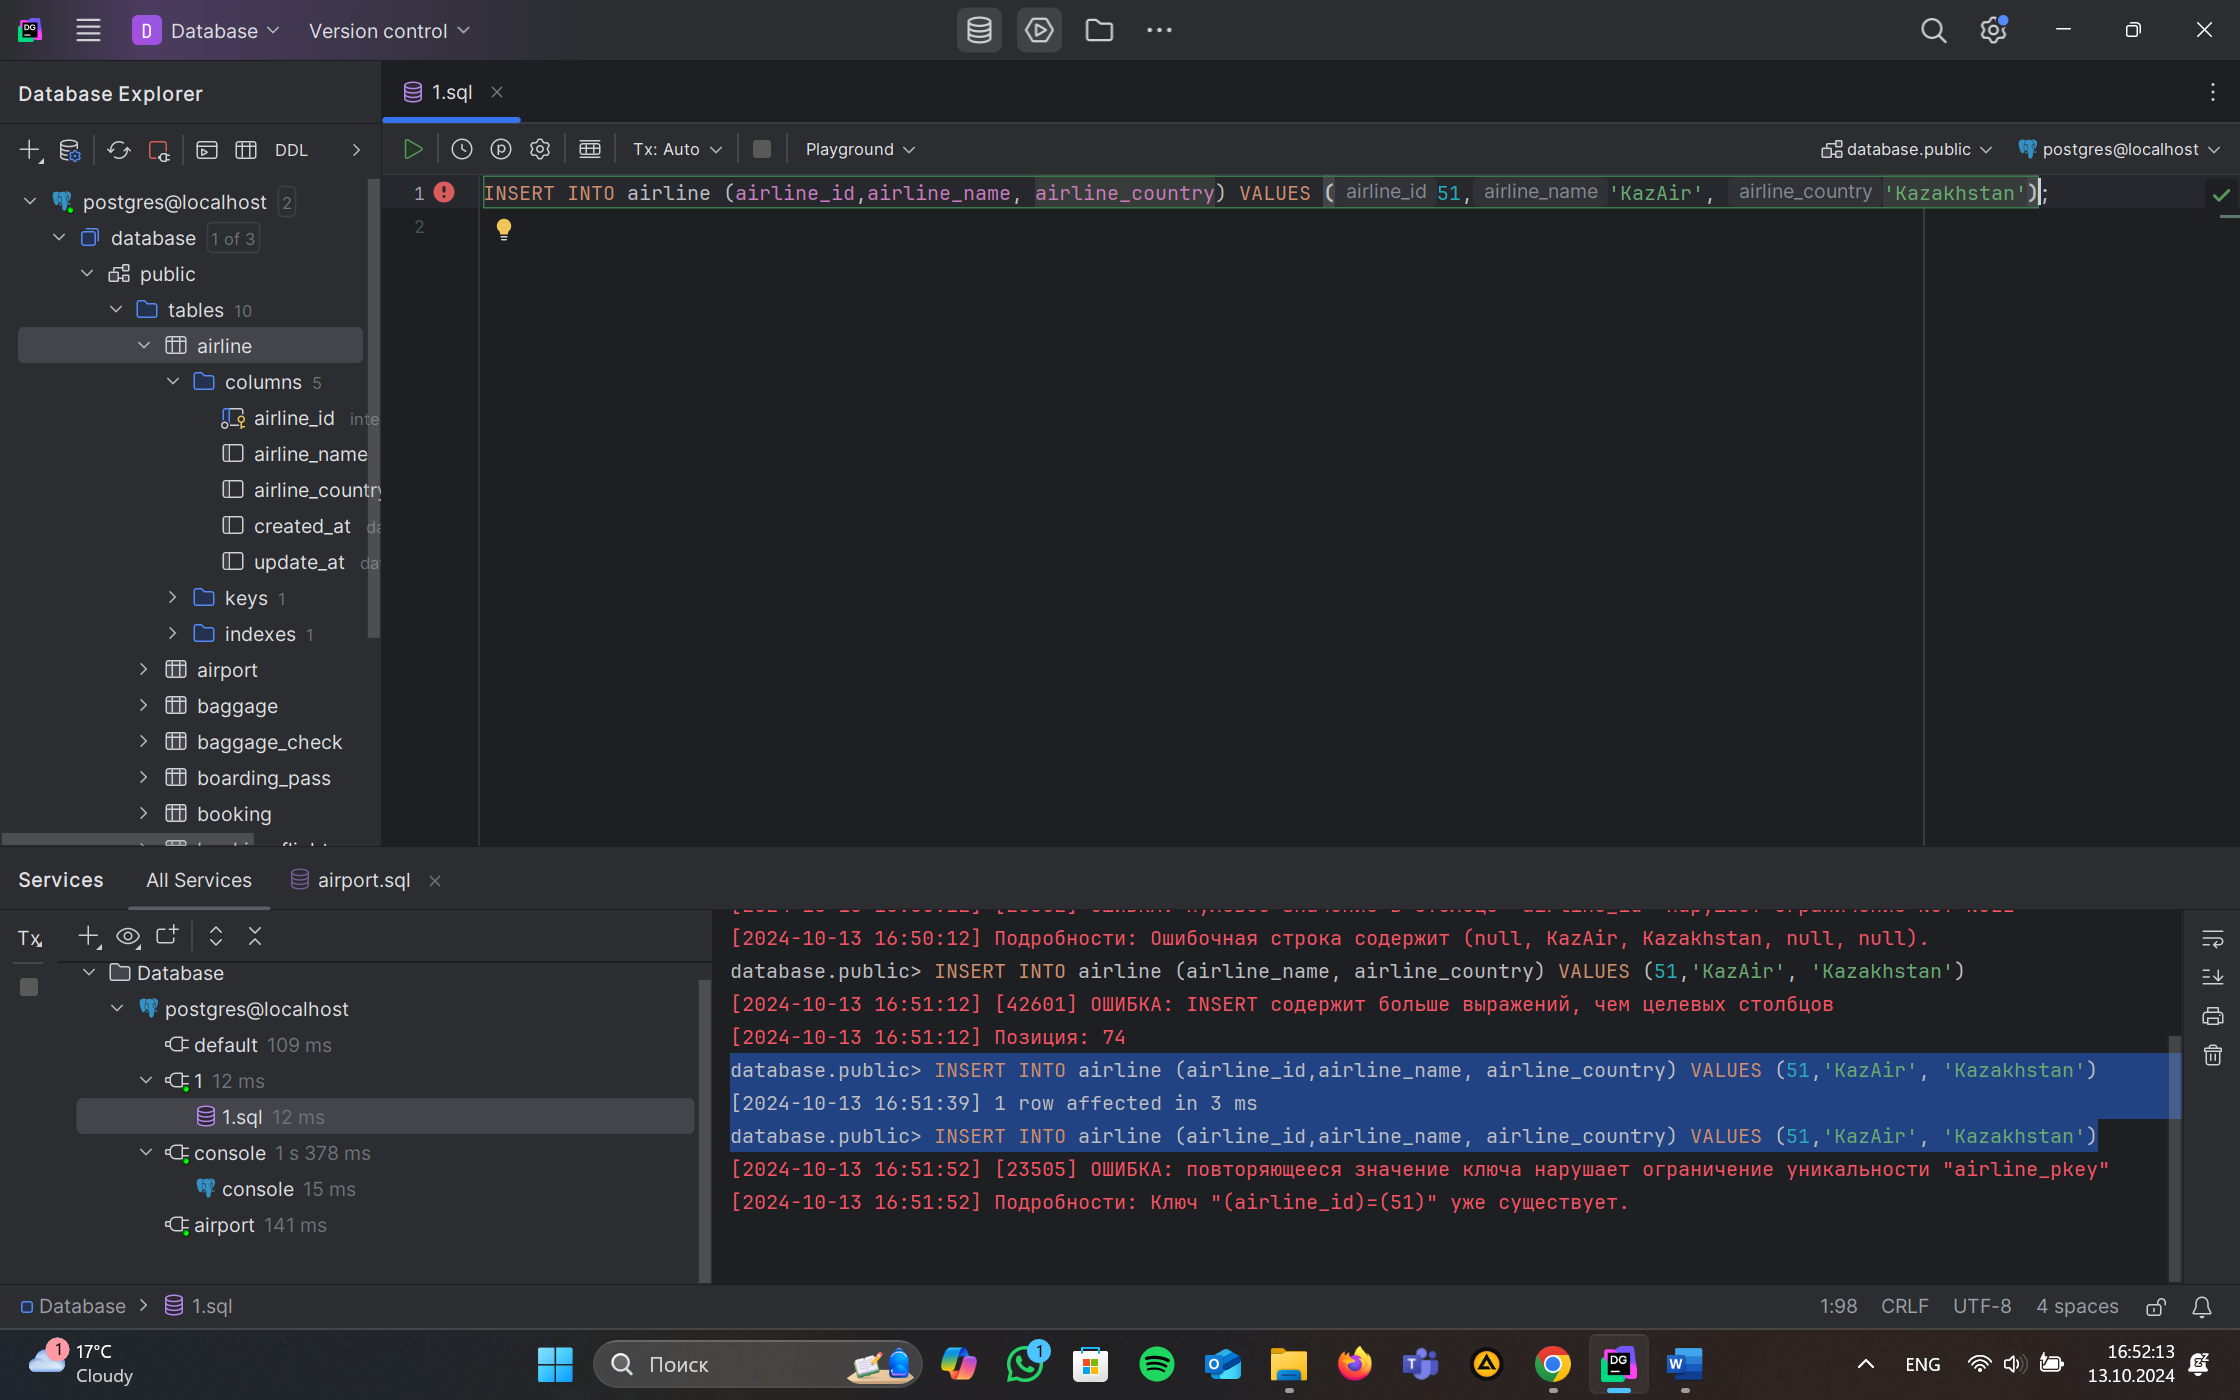 D Database Version control
Database Explorer
1.sql
DDL
Tx: Auto Playground database.public postgres@localhost
postgres@localhost 2
database 1 of 3
public
tables 10
airline
columns 5
airline_id inte
airline_name
airline_country
created_at da
update_at da
keys 1
indexes 1
airport
baggage
baggage_check
boarding_pass
booking
1 INSERT INTO airline (airline_id,airline_name, airline_country) VALUES ( airline_id 51, airline_name 'KazAir', airline_country 'Kazakhstan');
2
Services All Services airport.sql
Tx
Database
postgres@localhost
default 109 ms
1 12 ms
1.sql 12 ms
console 1 s 378 ms
console 15 ms
airport 141 ms
[2024-10-13 16:50:12] Подробности: Ошибочная строка содержит (null, KazAir, Kazakhstan, null, null).
database.public> INSERT INTO airline (airline_name, airline_country) VALUES (51,'KazAir', 'Kazakhstan')
[2024-10-13 16:51:12] [42601] ОШИБКА: INSERT содержит больше выражений, чем целевых столбцов
[2024-10-13 16:51:12] Позиция: 74
database.public> INSERT INTO airline (airline_id,airline_name, airline_country) VALUES (51,'KazAir', 'Kazakhstan')
[2024-10-13 16:51:39] 1 row affected in 3 ms
database.public> INSERT INTO airline (airline_id,airline_name, airline_country) VALUES (51,'KazAir', 'Kazakhstan')
[2024-10-13 16:51:52] [23505] ОШИБКА: повторяющееся значение ключа нарушает ограничение уникальности "airline_pkey"
[2024-10-13 16:51:52] Подробности: Ключ "(airline_id)=(51)" уже существует.
Database 1.sql 1:98 CRLF UTF-8 4 spaces
1 17°C
Cloudy
Поиск
1
ENG
16:52:13
13.10.2024